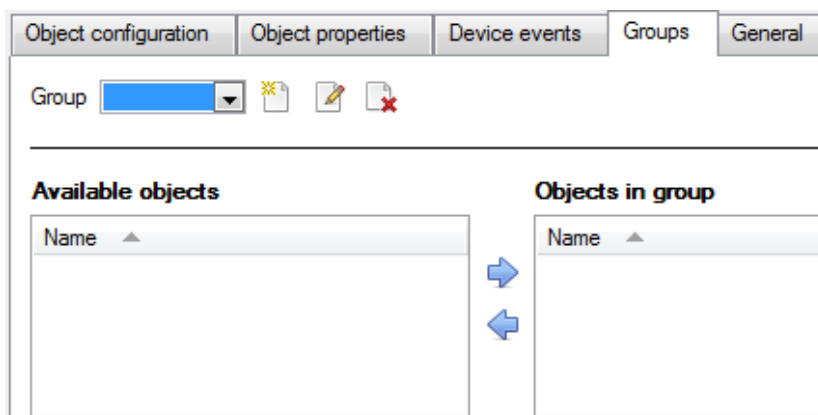 Object configuration Object properties Device events Groups General
Group
Available objects Objects in group
Name Name